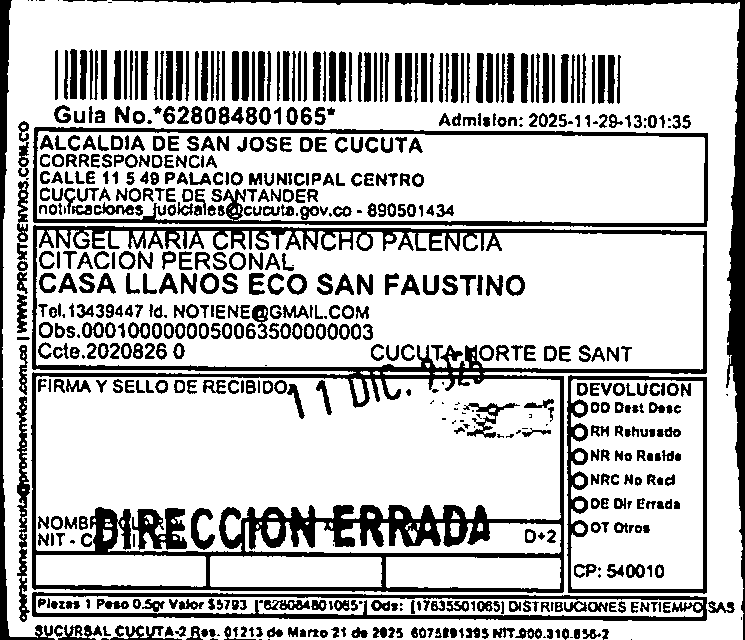 Guia No.*628084801065*
Admision: 2025-11-29-13:01:35
ALCALDIA DE SAN JOSE DE CUCUTA
CORRESPONDENCIA
CALLE 11 5 49 PALACIO MUNICIPAL CENTRO
CUCUTA NORTE DE SANTANDER
notificaciones_judiciales@cucuta.gov.co - 890501434
ANGEL MARIA CRISTANCHO PALENCIA
CITACION PERSONAL
CASA LLANOS ECO SAN FAUSTINO
Tel.13439447 Id. NOTIENE@GMAIL.COM
Obs.0001000000050063500000003
Ccte.2020826 0
CUCUTA-NORTE DE SANT
FIRMA Y SELLO DE RECIBIDO
11 DIC. 2025
DEVOLUCION
DD Dest Desc
RH Rehusado
NR No Reside
NRC No Recl
DE Dir Errada
OT Otros
CP: 540010
DIRECCION ERRADA
NOMBRE
NIT - C
D+2
Piezas 1 Peso 0.5gr Valor $5793 [*628084801065*] Ods: [17635501065] DISTRIBUCIONES ENTIEMPO SAS
SUCURSAL CUCUTA-2 Res. 01213 de Marzo 21 de 2025 6075891395 NIT.900.310.856-2
operacionescucuta@prontoenvios.com.co | WWW.PRONTOENVIOS.COM.CO